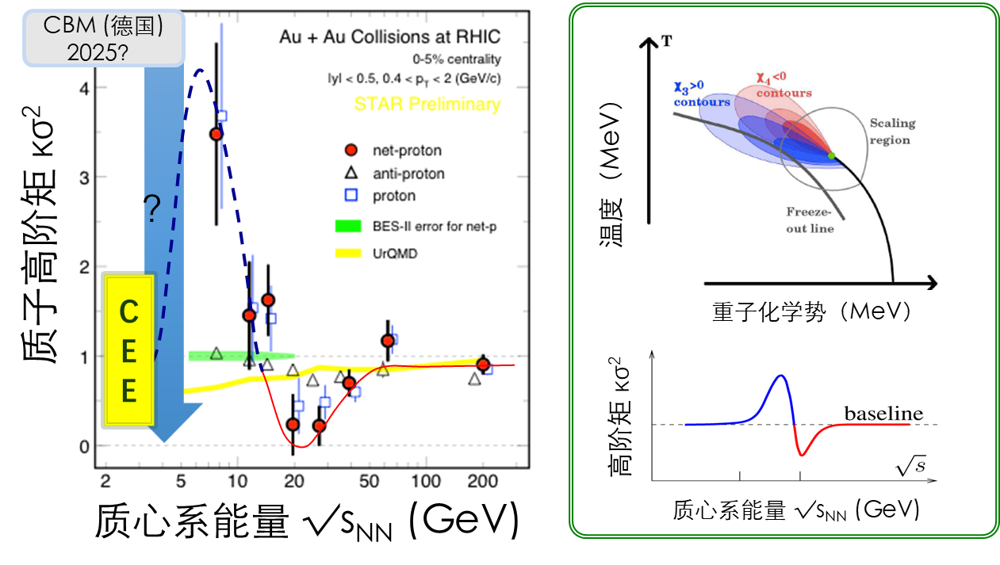 CBM (德国)
2025?
Au + Au Collisions at RHIC
0-5% centrality
|y| < 0.5, 0.4 < pT < 2 (GeV/c)
STAR Preliminary
net-proton
anti-proton
proton
BES-II error for net-p
UrQMD
?
C
E
E
质子高阶矩 κσ²
4
3
2
1
0
2 5 10 20 50 100 200
质心系能量 √sNN (GeV)
T
χ3>0
contours
χ4<0
contours
Scaling
region
Freeze-
out line
温度 (MeV)
重子化学势 (MeV)
高阶矩 κσ²
baseline
√s
质心系能量 √sNN (GeV)